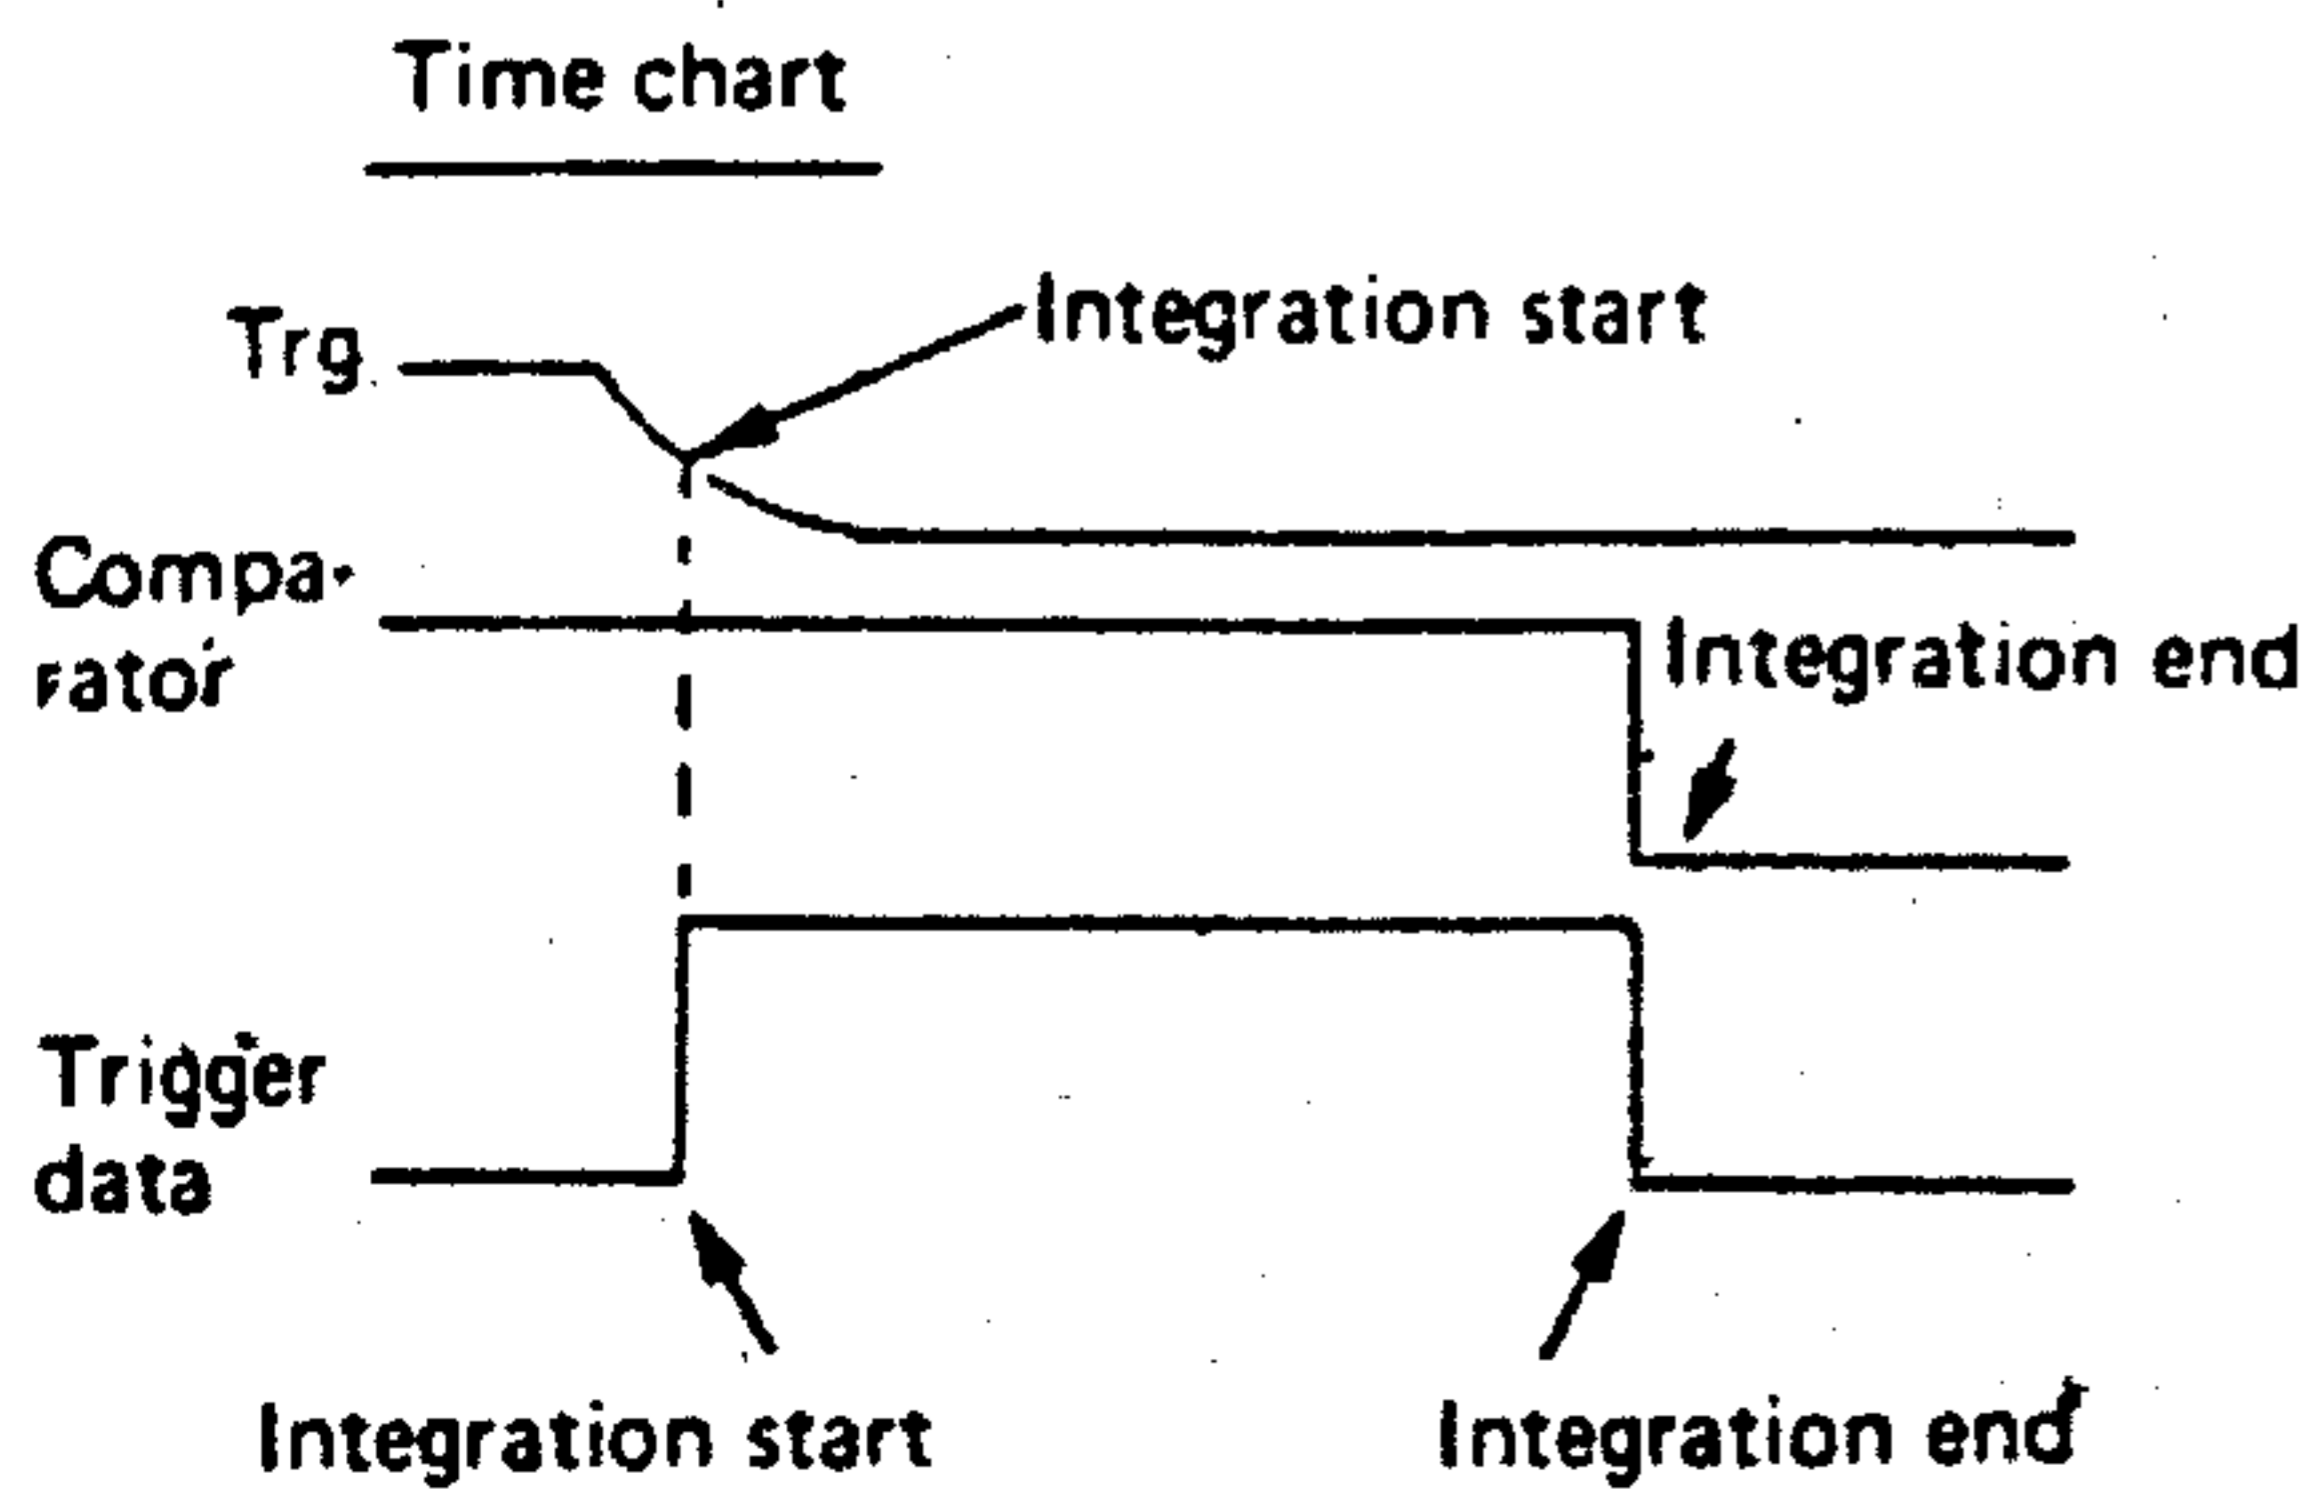 Time chart
Integration start
Trg.
Compa-
rator
Integration end
Trigger
data
Integration start
Integration end